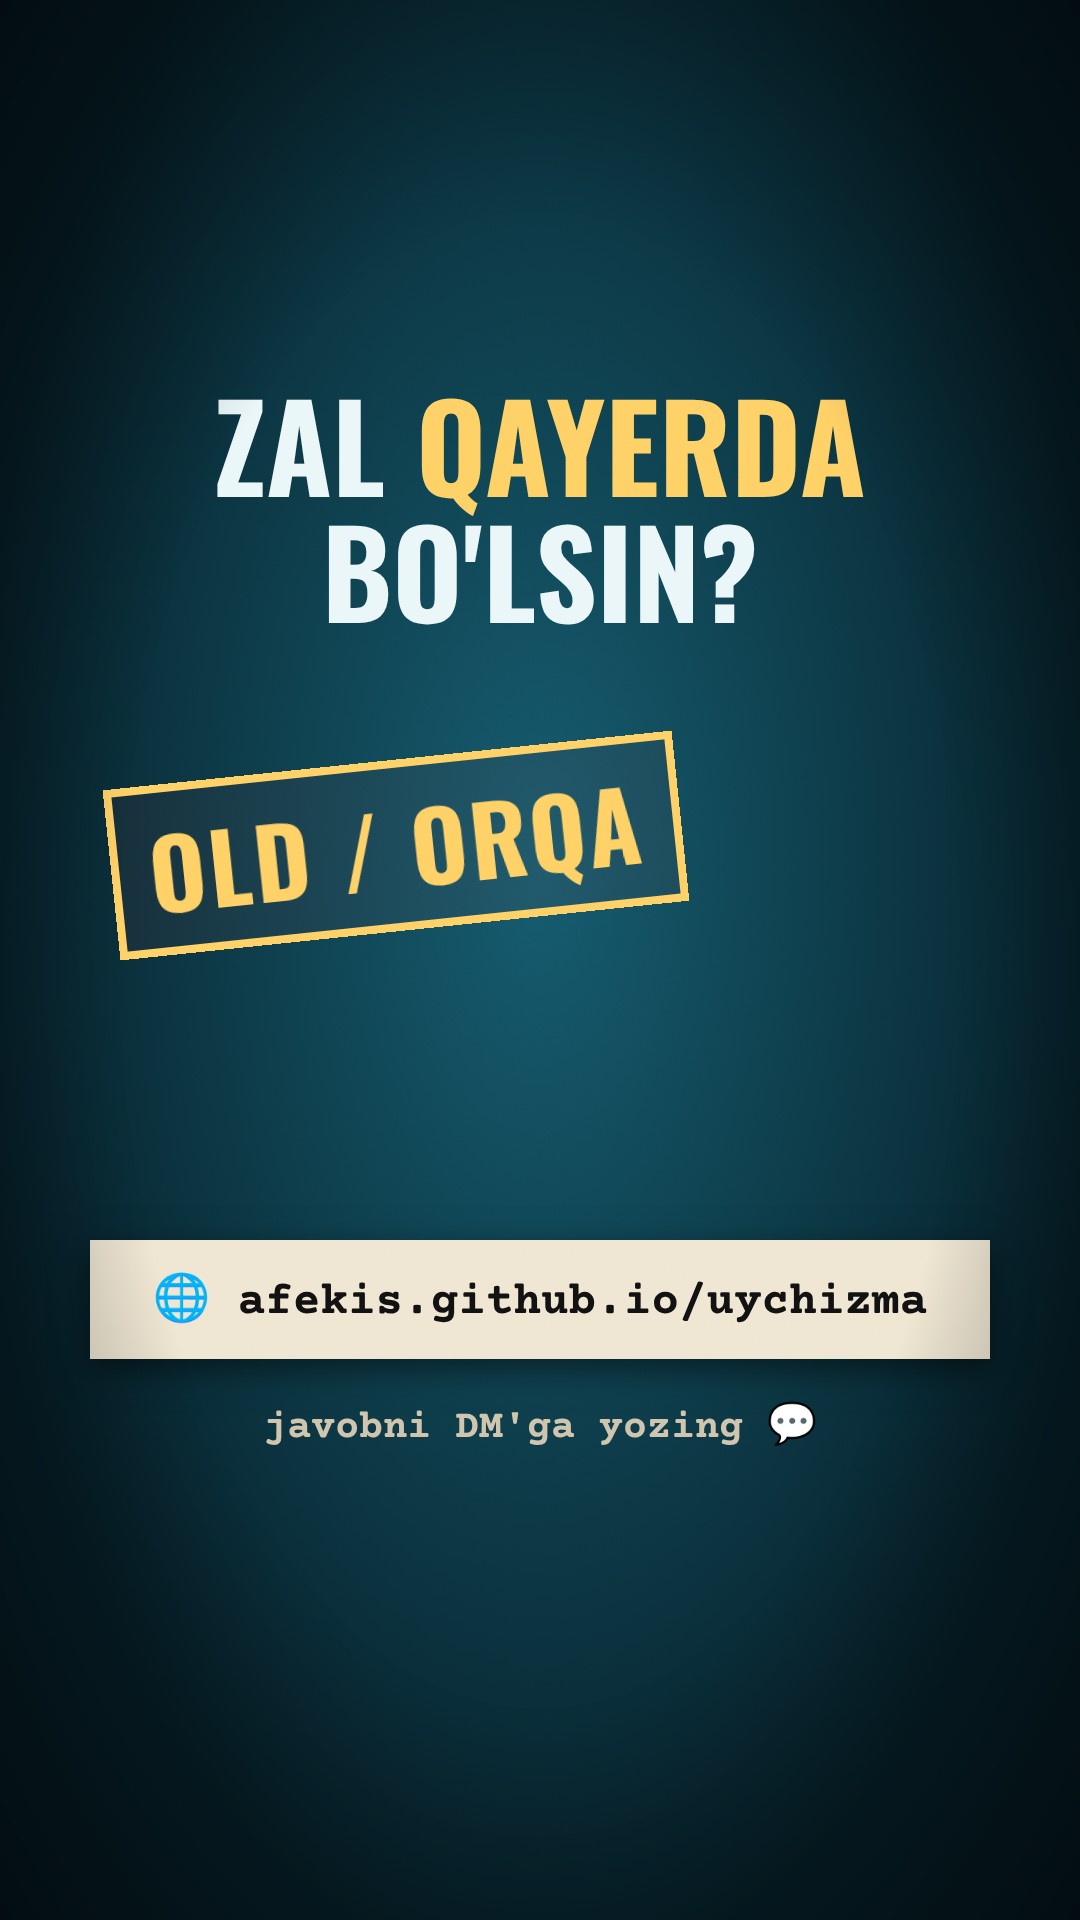 ZAL QAYERDA
BO'LSIN?
OLD / ORQA
🌐 afekis.github.io/uychizma
javobni DM'ga yozing 💬